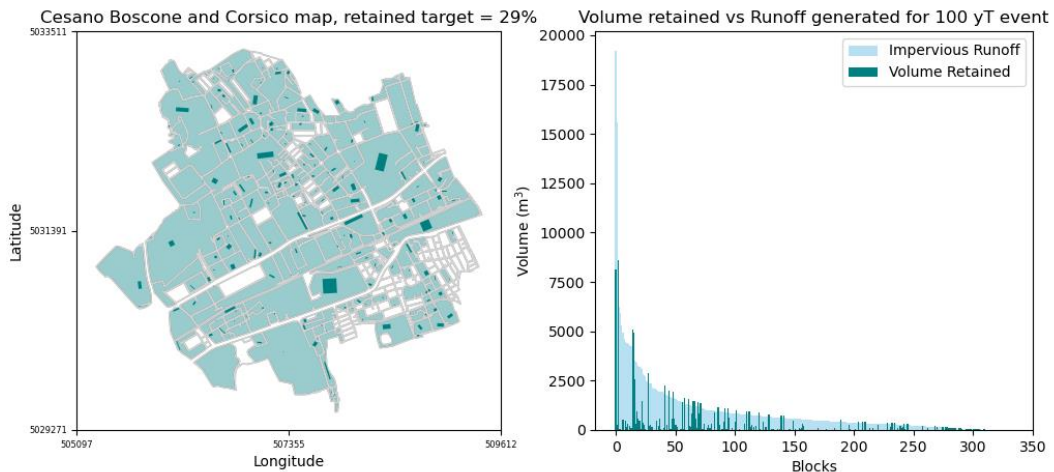 Cesano Boscone and Corsico map, retained target = 29%
5033511
5031391
5029271
Latitude
505097
507355
509612
Longitude
Volume retained vs Runoff generated for 100 yT event
Impervious Runoff
Volume Retained
20000
17500
15000
12500
10000
7500
5000
2500
0
Volume (m³)
0
50
100
150
200
250
300
350
Blocks